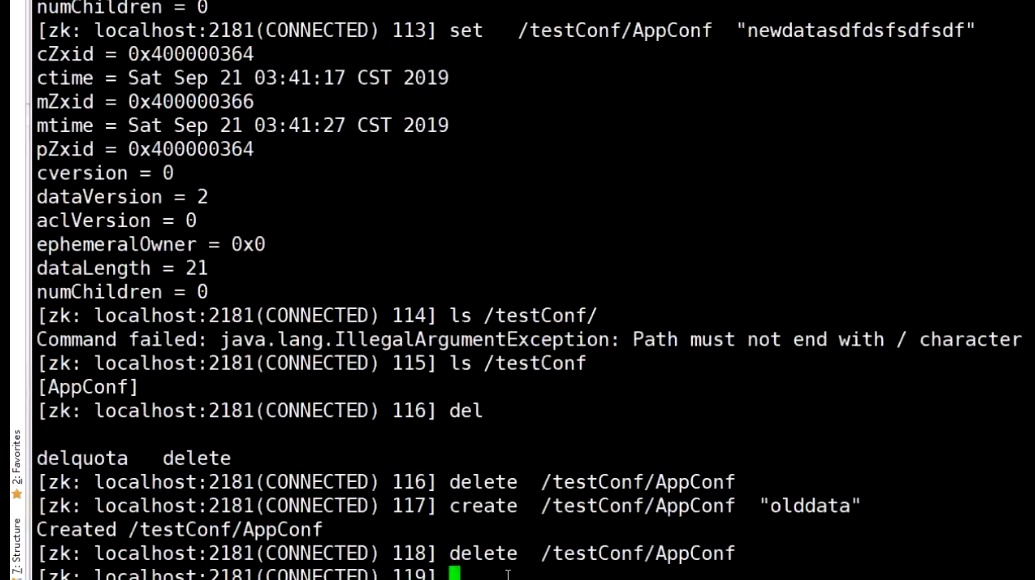 numChildren = 0
[zk: localhost:2181(CONNECTED) 113] set   /testConf/AppConf  "newdatasdfdsfsdfsdf"
cZxid = 0x400000364
ctime = Sat Sep 21 03:41:17 CST 2019
mZxid = 0x400000366
mtime = Sat Sep 21 03:41:27 CST 2019
pZxid = 0x400000364
cversion = 0
dataVersion = 2
aclVersion = 0
ephemeralOwner = 0x0
dataLength = 21
numChildren = 0
[zk: localhost:2181(CONNECTED) 114] ls /testConf/
Command failed: java.lang.IllegalArgumentException: Path must not end with / character
[zk: localhost:2181(CONNECTED) 115] ls /testConf
[AppConf]
[zk: localhost:2181(CONNECTED) 116] del
delquota   delete
[zk: localhost:2181(CONNECTED) 116] delete  /testConf/AppConf
[zk: localhost:2181(CONNECTED) 117] create  /testConf/AppConf  "olddata"
Created /testConf/AppConf
[zk: localhost:2181(CONNECTED) 118] delete  /testConf/AppConf
[zk: localhost:2181(CONNECTED) 119]
2: Favorites
7: Structure